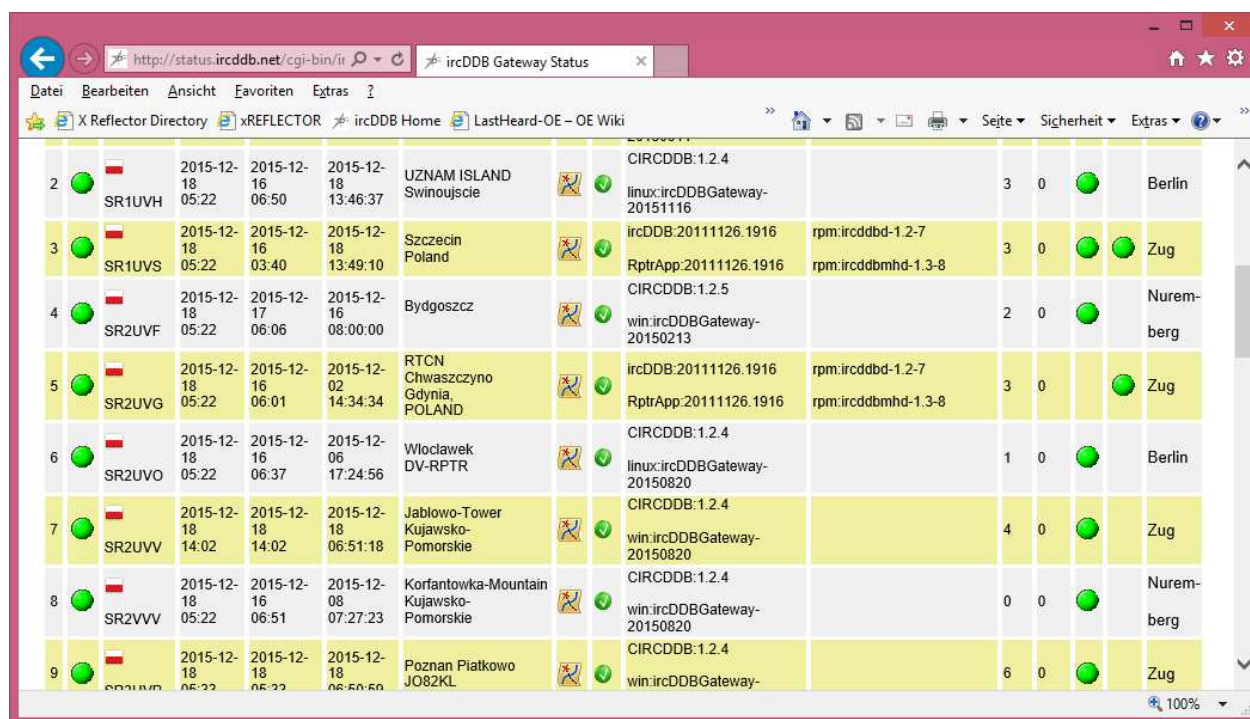 http://status.ircddb.net/cgi-bin/ir
ircDDB Gateway Status
Datei Bearbeiten Ansicht Favoriten Extras ?
X Reflector Directory xREFLECTOR ircDDB Home LastHeard-OE – OE Wiki Seite Sicherheit Extras
2 SR1UVH 2015-12-18 05:22 2015-12-16 06:50 2015-12-18 13:46:37 UZNAM ISLAND Swinoujscie CIRCDDB:1.2.4 linux:ircDDBGateway-20151116 3 0 Berlin
3 SR1UVS 2015-12-18 05:22 2015-12-16 03:40 2015-12-18 13:49:10 Szczecin Poland ircDDB:20111126.1916 RptrApp:20111126.1916 rpm:ircddbd-1.2-7 rpm:ircddbmhd-1.3-8 3 0 Zug
4 SR2UVF 2015-12-18 05:22 2015-12-17 06:06 2015-12-16 08:00:00 Bydgoszcz CIRCDDB:1.2.5 win:ircDDBGateway-20150213 2 0 Nurem-berg
5 SR2UVG 2015-12-18 05:22 2015-12-16 06:01 2015-12-02 14:34:34 RTCN Chwaszczyno Gdynia, POLAND ircDDB:20111126.1916 RptrApp:20111126.1916 rpm:ircddbd-1.2-7 rpm:ircddbmhd-1.3-8 3 0 Zug
6 SR2UVO 2015-12-18 05:22 2015-12-16 06:37 2015-12-06 17:24:56 Wloclawek DV-RPTR CIRCDDB:1.2.4 linux:ircDDBGateway-20150820 1 0 Berlin
7 SR2UVV 2015-12-18 14:02 2015-12-18 14:02 2015-12-18 06:51:18 Jablowo-Tower Kujawsko-Pomorskie CIRCDDB:1.2.4 win:ircDDBGateway-20150820 4 0 Zug
8 SR2VVV 2015-12-18 05:22 2015-12-16 06:51 2015-12-08 07:27:23 Korfantowka-Mountain Kujawsko-Pomorskie CIRCDDB:1.2.4 win:ircDDBGateway-20150820 0 0 Nurem-berg
9 2015-12-18 2015-12-18 2015-12-18 Poznan Piatkowo JO82KL CIRCDDB:1.2.4 win:ircDDBGateway- 6 0 Zug
100%